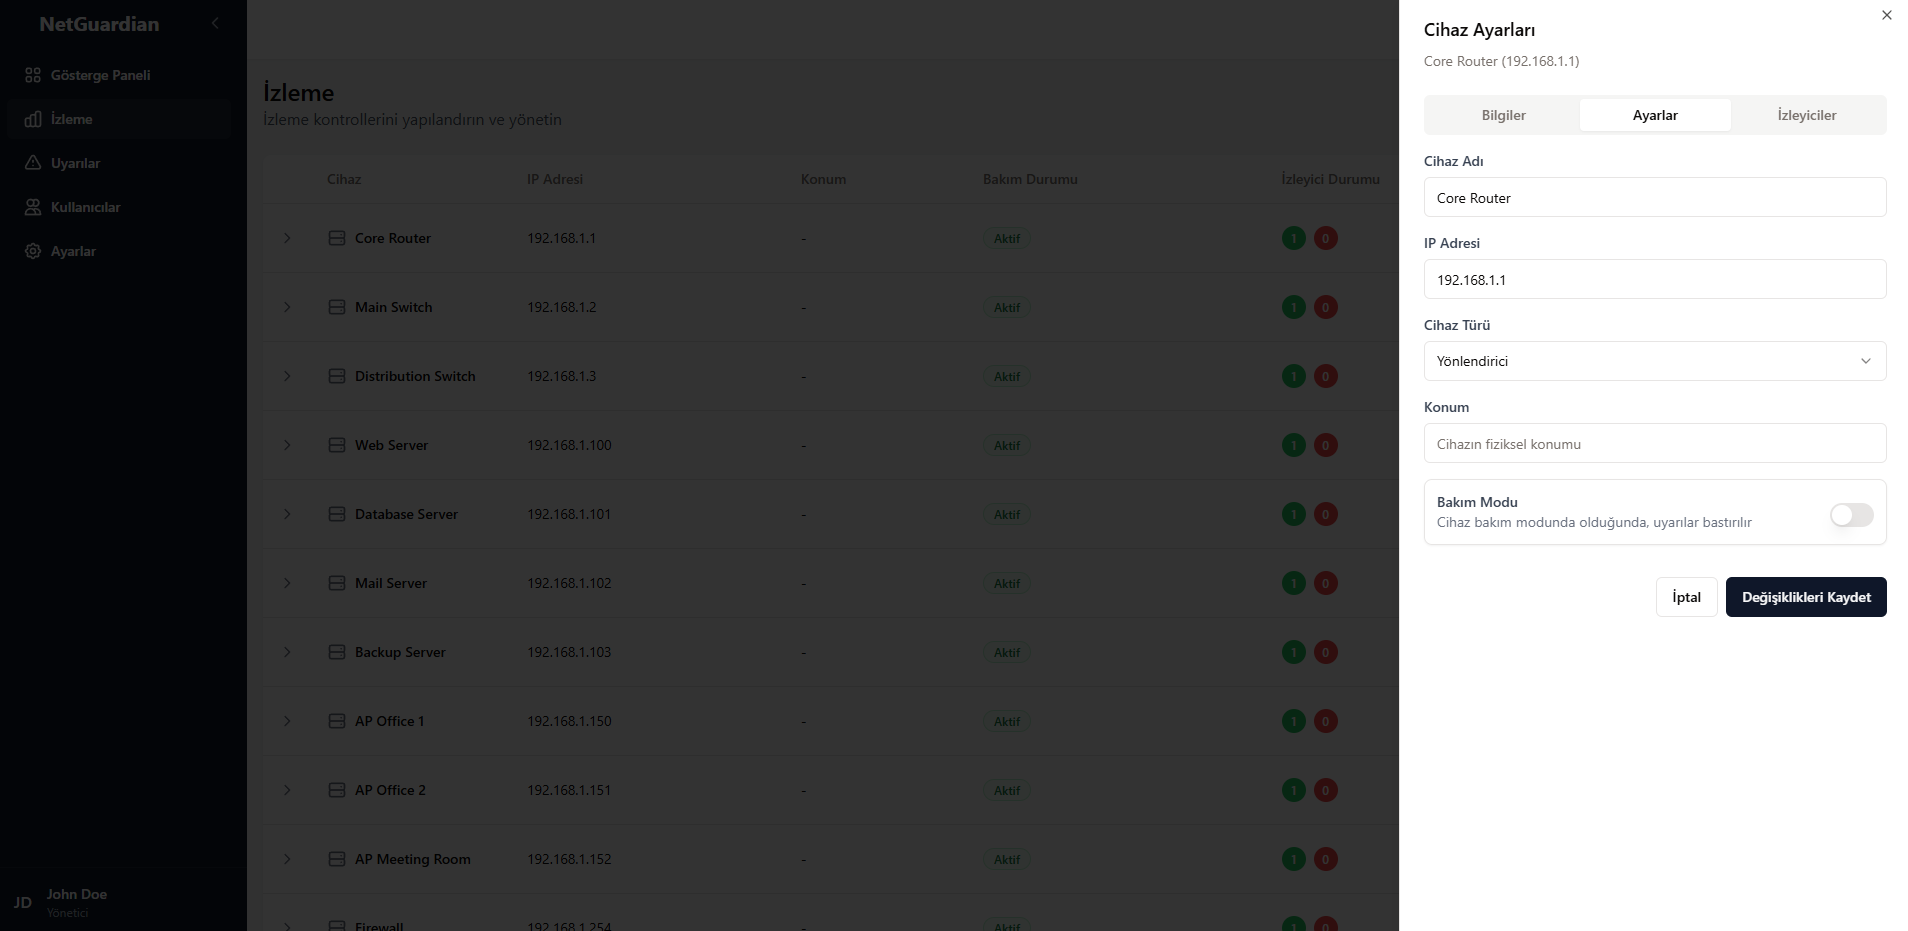 NetGuardian
Gösterge Paneli
İzleme
Uyarılar
Kullanıcılar
Ayarlar
JD
John Doe
Yönetici
İzleme
İzleme kontrollerini yapılandırın ve yönetin
Cihaz IP Adresi Konum Bakım Durumu İzleyici Durumu
Core Router 192.168.1.1 - Aktif 1 0
Main Switch 192.168.1.2 - Aktif 1 0
Distribution Switch 192.168.1.3 - Aktif 1 0
Web Server 192.168.1.100 - Aktif 1 0
Database Server 192.168.1.101 - Aktif 1 0
Mail Server 192.168.1.102 - Aktif 1 0
Backup Server 192.168.1.103 - Aktif 1 0
AP Office 1 192.168.1.150 - Aktif 1 0
AP Office 2 192.168.1.151 - Aktif 1 0
AP Meeting Room 192.168.1.152 - Aktif 1 0
Firewall 192.168.1.254 - Aktif 1 0
Cihaz Ayarları
Core Router (192.168.1.1)
Bilgiler Ayarlar İzleyiciler
Cihaz Adı
Core Router
IP Adresi
192.168.1.1
Cihaz Türü
Yönlendirici
Konum
Cihazın fiziksel konumu
Bakım Modu
Cihaz bakım modunda olduğunda, uyarılar bastırılır
İptal Değişiklikleri Kaydet